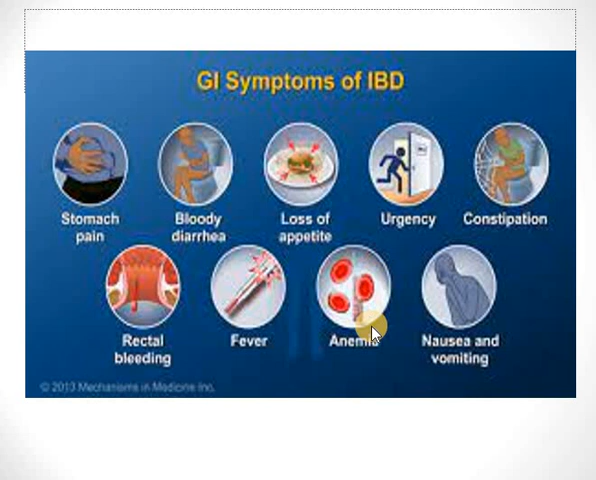 GI Symptoms of IBD
Stomach
pain
Bloody
diarrhea
Loss of
appetite
Urgency
Constipation
Rectal
bleeding
Fever
Anemia
Nausea and
vomiting
© 2013 Mechanisms in Medicine Inc.